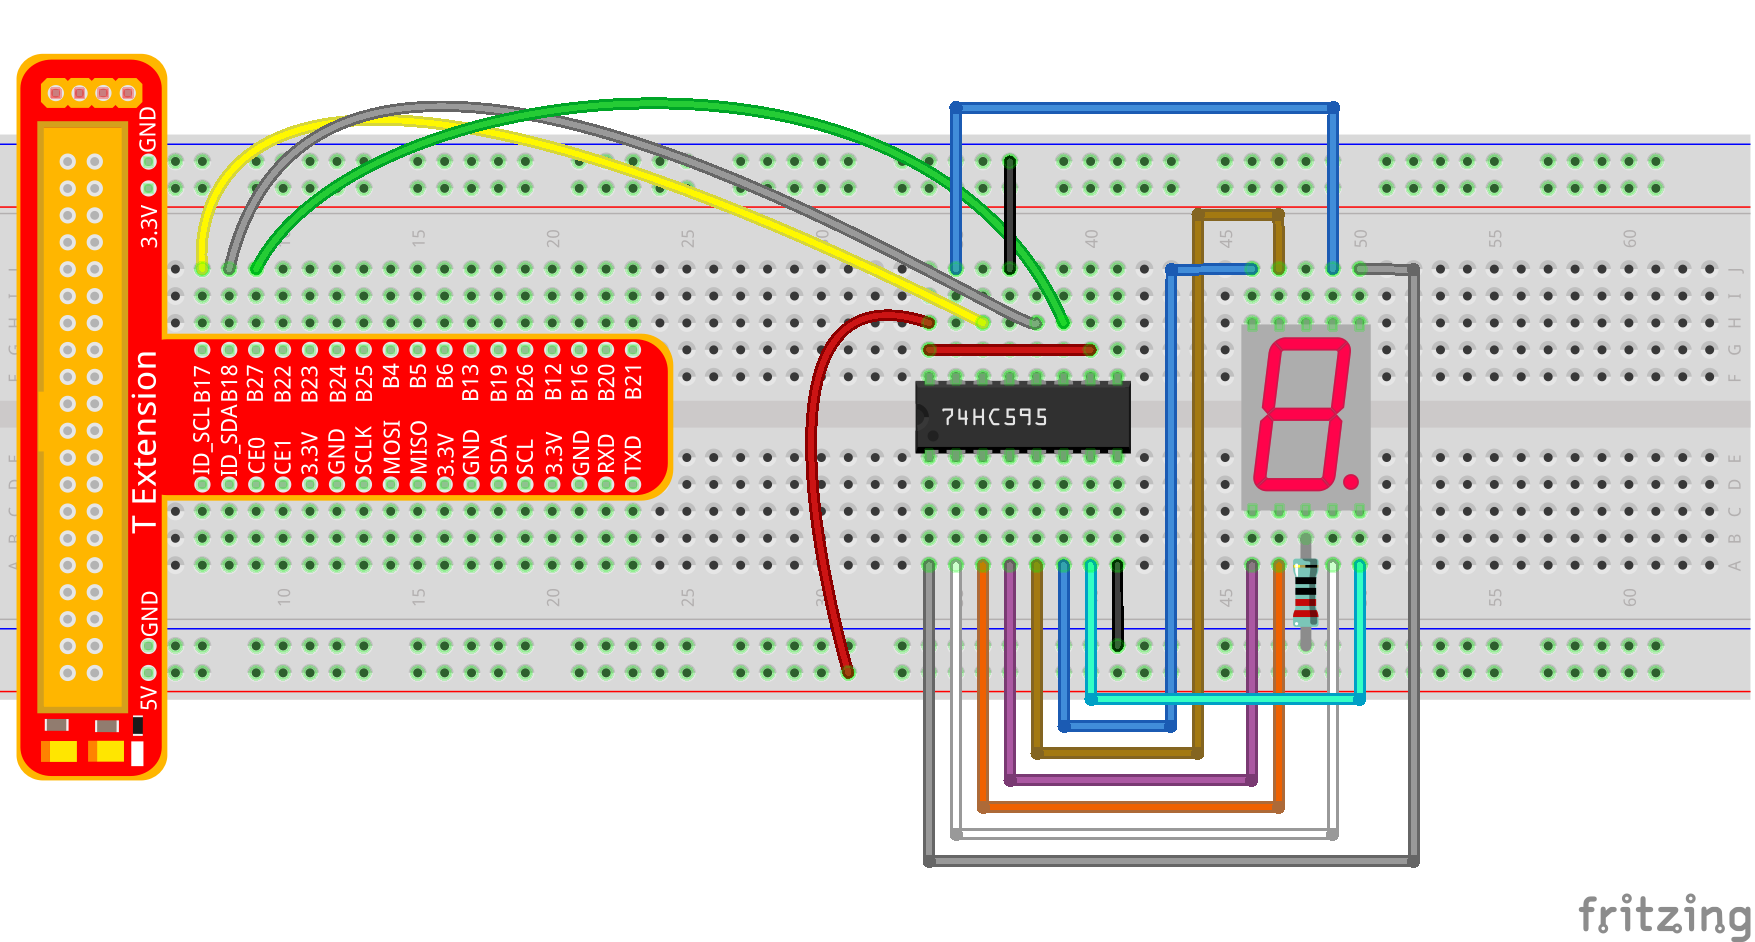 GND
3.3V
T Extension
GND
5V
B17
B18
B27
B22
B23
B24
B25
B4
B5
B6
B13
B19
B26
B12
B16
B20
B21
ID_SCL
ID_SDA
CE0
CE1
3.3V
GND
SCLK
MOSI
MISO
3.3V
GND
SDA
SCL
3.3V
GND
RXD
TXD
15
20
25
40
45
50
55
60
J
I
H
G
F
74HC595
E
D
C
B
A
10
15
20
25
45
55
60
fritzing